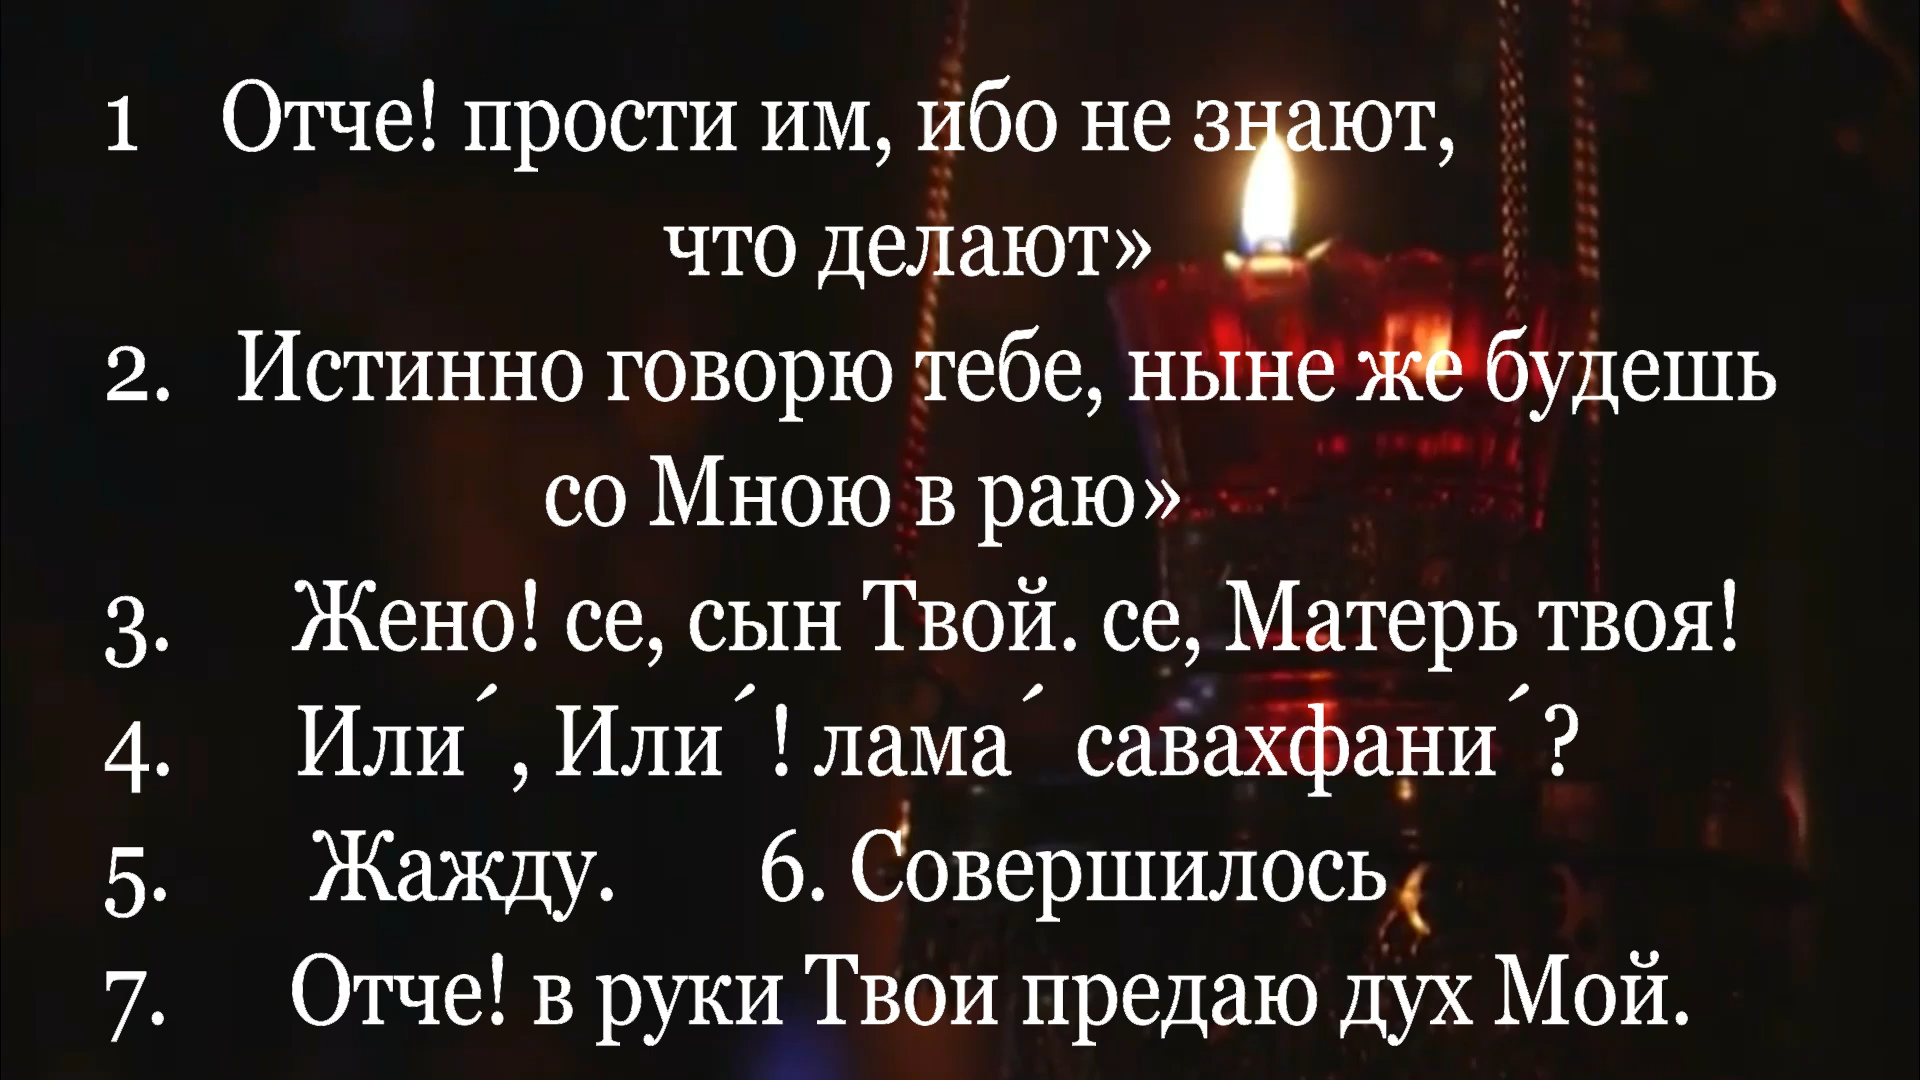 1 Отче! прости им, ибо не знают,
что делают»
2. Истинно говорю тебе, ныне же будешь
со Мною в раю»
3. Жено! се, сын Твой. се, Матерь твоя!
4. Или´, Или´! лама´ савахфани´?
5. Жажду. 6. Совершилось
7. Отче! в руки Твои предаю дух Мой.